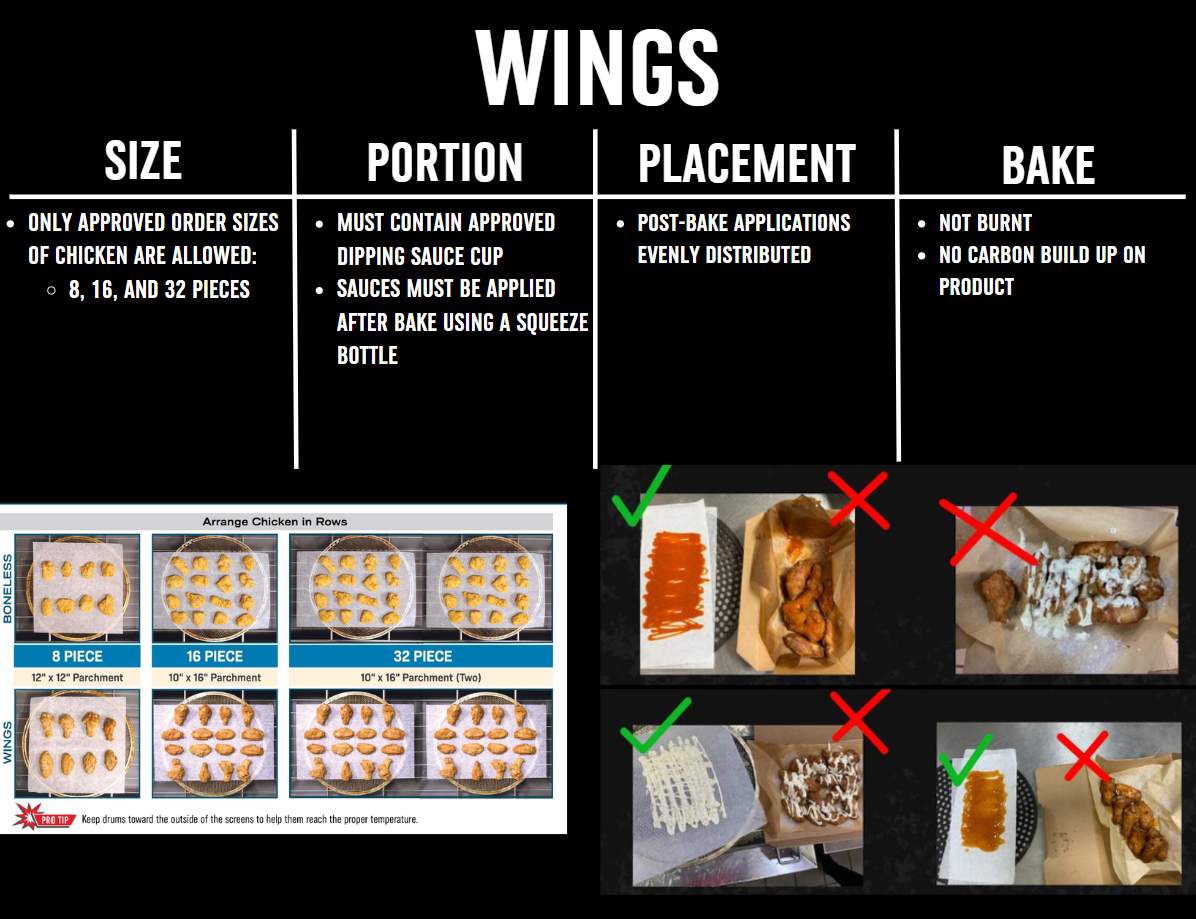 WINGS
SIZE
ONLY APPROVED ORDER SIZES
OF CHICKEN ARE ALLOWED:
8, 16, AND 32 PIECES
PORTION
MUST CONTAIN APPROVED
DIPPING SAUCE CUP
SAUCES MUST BE APPLIED
AFTER BAKE USING A SQUEEZE
BOTTLE
PLACEMENT
POST-BAKE APPLICATIONS
EVENLY DISTRIBUTED
BAKE
NOT BURNT
NO CARBON BUILD UP ON
PRODUCT
Arrange Chicken in Rows
BONELESS
8 PIECE
16 PIECE
32 PIECE
12" x 12" Parchment
10" x 16" Parchment
10" x 16" Parchment (Two)
WINGS
PRO TIP
Keep drums toward the outside of the screens to help them reach the proper temperature.